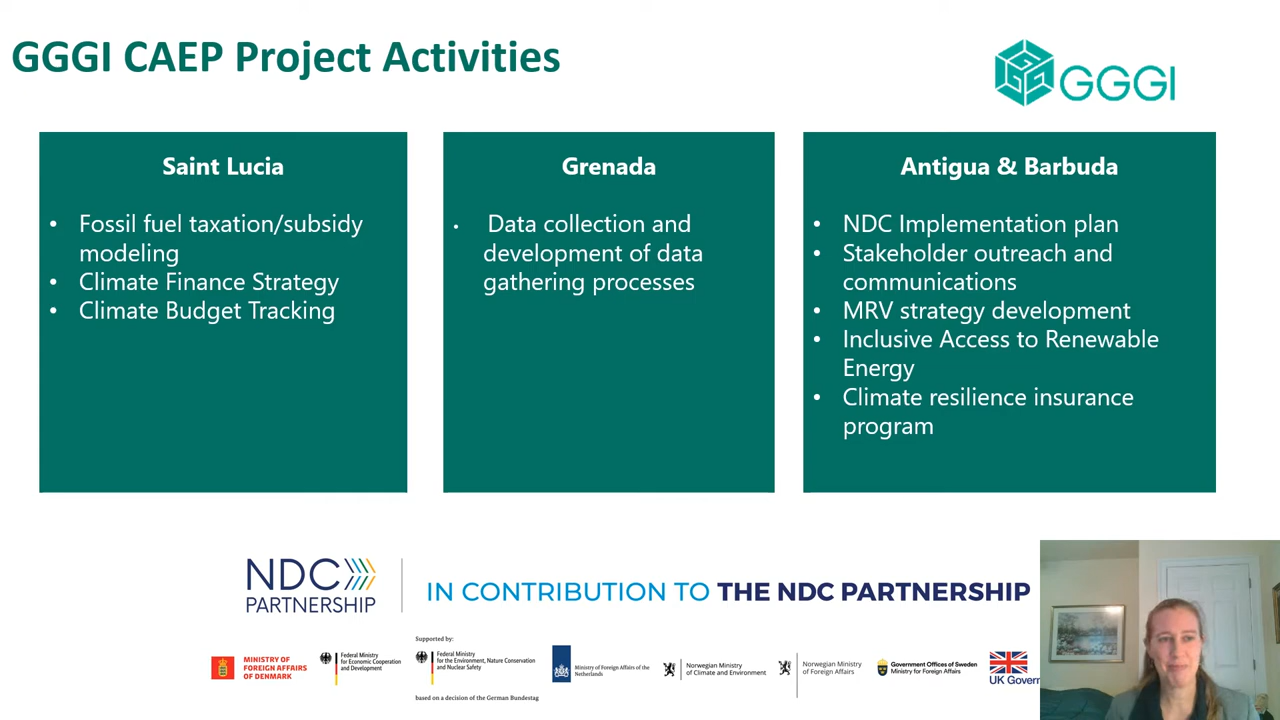 GGGI CAEP Project Activities
GGGI
Saint Lucia
• Fossil fuel taxation/subsidy
modeling
• Climate Finance Strategy
• Climate Budget Tracking
Grenada
• Data collection and
development of data
gathering processes
Antigua & Barbuda
• NDC Implementation plan
• Stakeholder outreach and
communications
• MRV strategy development
• Inclusive Access to Renewable
Energy
• Climate resilience insurance
program
NDC
PARTNERSHIP
IN CONTRIBUTION TO THE NDC PARTNERSHIP
MINISTRY OF
FOREIGN AFFAIRS
OF DENMARK
Federal Ministry
for Economic Cooperation
and Development
Supported by:
Federal Ministry
for the Environment, Nature Conservation
and Nuclear Safety
based on a decision of the German Bundestag
Ministry of Foreign Affairs of the
Netherlands
Norwegian Ministry
of Climate and Environment
Norwegian Ministry
of Foreign Affairs
Government Offices of Sweden
Ministry for Foreign Affairs
UK Govern